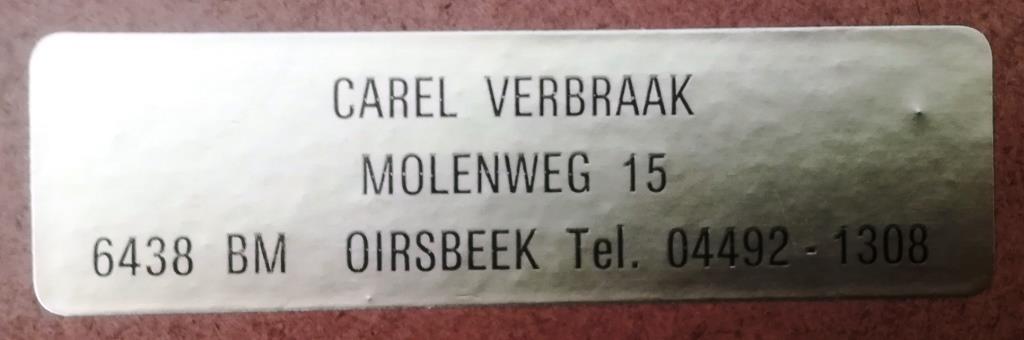 CAREL VERBRAAK
MOLENWEG 15
6438 BM OIRSBEEK Tel. 04492-1308